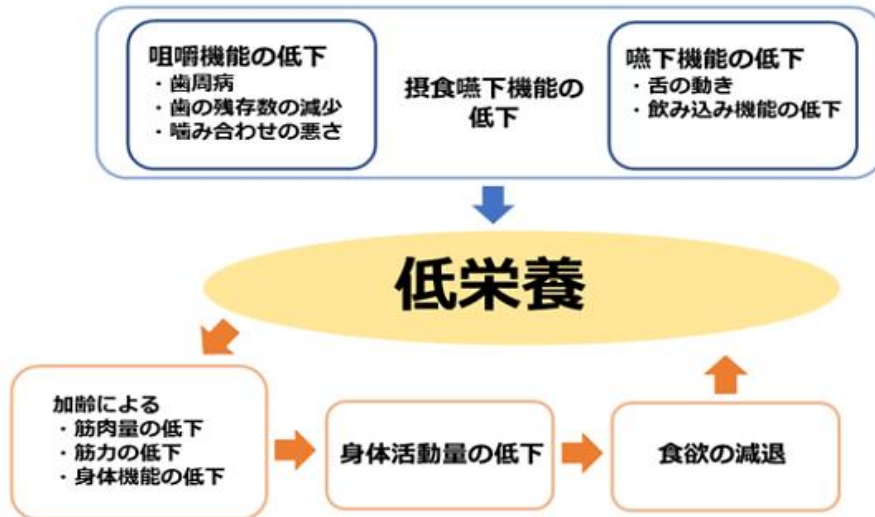 咀嚼機能の低下
・歯周病
・歯の残存数の減少
・噛み合わせの悪さ
摂食嚥下機能の
低下
嚥下機能の低下
・舌の動き
・飲み込み機能の低下
低栄養
加齢による
・筋肉量の低下
・筋力の低下
・身体機能の低下
身体活動量の低下
食欲の減退